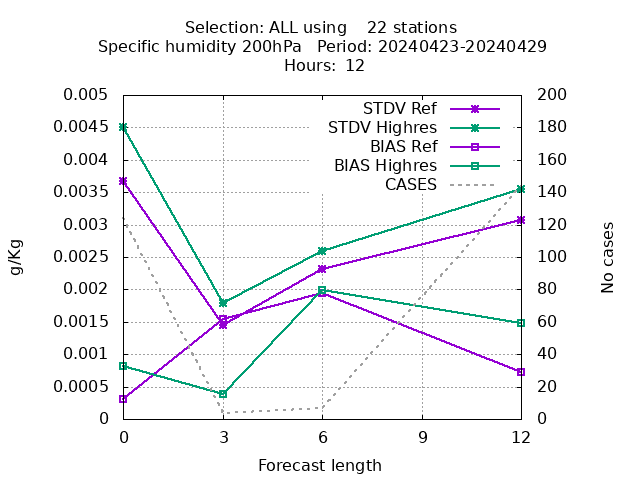 Selection: ALL using    22 stations
Specific humidity 200hPa   Period: 20240423-20240429
Hours: 12
STDV Ref
STDV Highres
BIAS Ref
BIAS Highres
CASES
0.005
0.0045
0.004
0.0035
0.003
0.0025
0.002
0.0015
0.001
0.0005
0
200
180
160
140
120
100
80
60
40
20
0
g/Kg
No cases
0 3 6 9 12
Forecast length